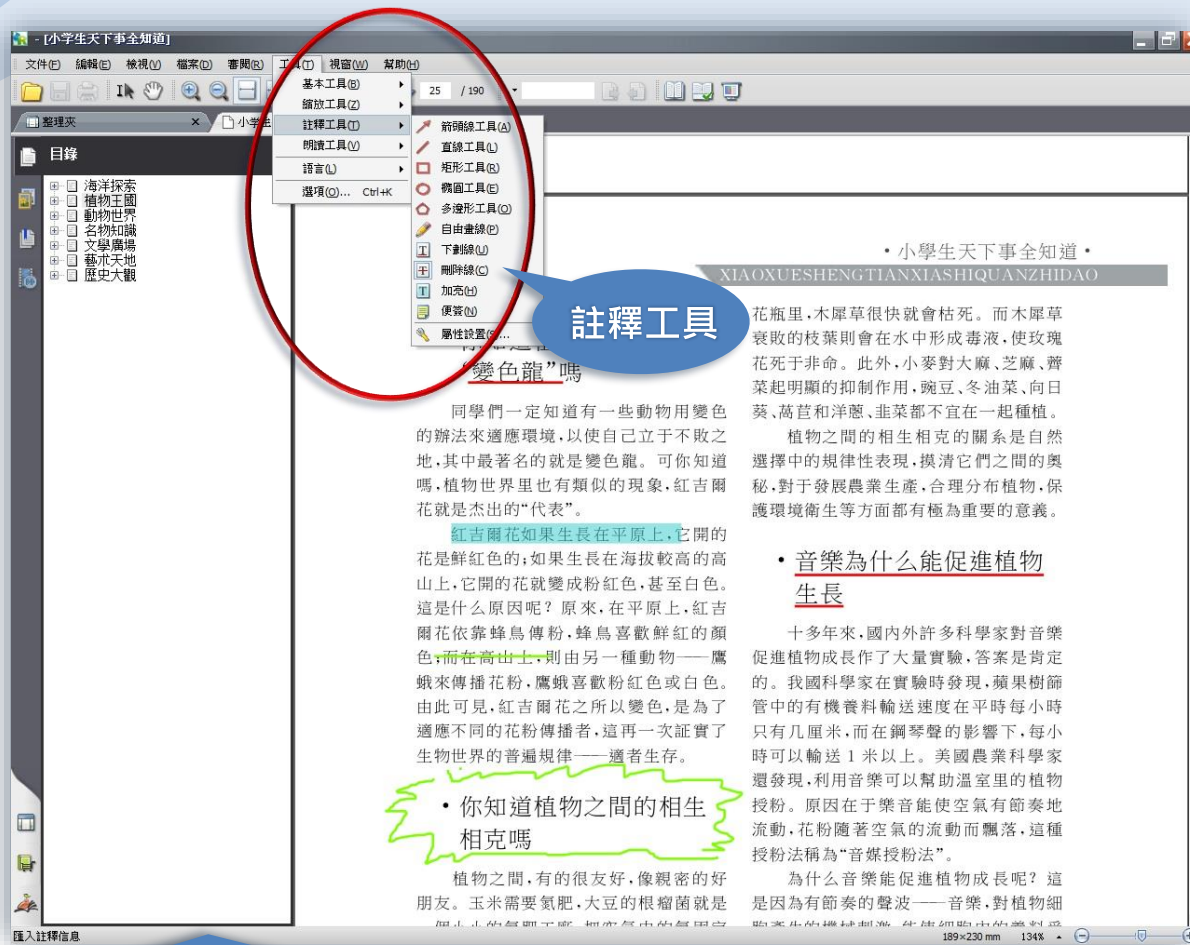 - [小学生天下事全知道]
文件(F) 編輯(E) 檢視(V) 檔案(D) 審閱(R) 工具(T) 視窗(W) 幫助(H)
25 / 190
整理夾 × 小学生
目錄
海洋探索
植物王國
動物世界
名物知識
文學廣場
藝朮天地
歷史大觀
基本工具(B)
縮放工具(Z)
註釋工具(T)
朗讀工具(V)
語言(L)
選項(O)... Ctrl+K
箭頭線工具(A)
直線工具(L)
矩形工具(R)
橢圓工具(E)
多邊形工具(O)
自由畫線(P)
下劃線(U)
刪除線(C)
加亮(H)
便簽(N)
屬性設置
註釋工具
•小學生天下事全知道•
XIAOXUESHENGTIANXIASHIQUANZHIDAO
“變色龍”嗎
同學們一定知道有一些動物用變色
的辦法來適應環境,以使自己立于不敗之
地,其中最著名的就是變色龍。可你知道
嗎,植物世界里也有類似的現象,紅吉爾
花就是杰出的“代表”。
紅吉爾花如果生長在平原上,它開的
花是鮮紅色的;如果生長在海拔較高的高
山上,它開的花就變成粉紅色,甚至白色。
這是什么原因呢?原來,在平原上,紅吉
爾花依靠蜂鳥傳粉,蜂鳥喜歡鮮紅的顏
色;而在高山上,則由另一種動物——鷹
蛾來傳播花粉,鷹蛾喜歡粉紅色或白色。
由此可見,紅吉爾花之所以變色,是為了
適應不同的花粉傳播者,這再一次証實了
生物世界的普遍規律——適者生存。
•你知道植物之間的相生
相克嗎
植物之間,有的很友好,像親密的好
朋友。玉米需要氮肥,大豆的根瘤菌就是
花瓶里,木犀草很快就會枯死。而木犀草
衰敗的枝葉則會在水中形成毒液,使玫瑰
花死于非命。此外,小麥對大麻、芝麻、薺
菜起明顯的抑制作用,豌豆、冬油菜、向日
葵、萵苣和洋蔥、韭菜都不宜在一起種植。
植物之間的相生相克的關系是自然
選擇中的規律性表現,摸清它們之間的奧
秘,對于發展農業生產,合理分布植物,保
護環境衛生等方面都有極為重要的意義。
•音樂為什么能促進植物
生長
十多年來,國內外許多科學家對音樂
促進植物成長作了大量實驗,答案是肯定
的。我國科學家在實驗時發現,蘋果樹篩
管中的有機養料輸送速度在平時每小時
只有几厘米,而在鋼琴聲的影響下,每小
時可以輸送1米以上。美國農業科學家
還發現,利用音樂可以幫助溫室里的植物
授粉。原因在于樂音能使空氣有節奏地
流動,花粉隨著空氣的流動而飄落,這種
授粉法稱為“音媒授粉法”。
為什么音樂能促進植物成長呢?這
是因為有節奏的聲波——音樂,對植物細
匯入註釋信息
189×230 mm 134%